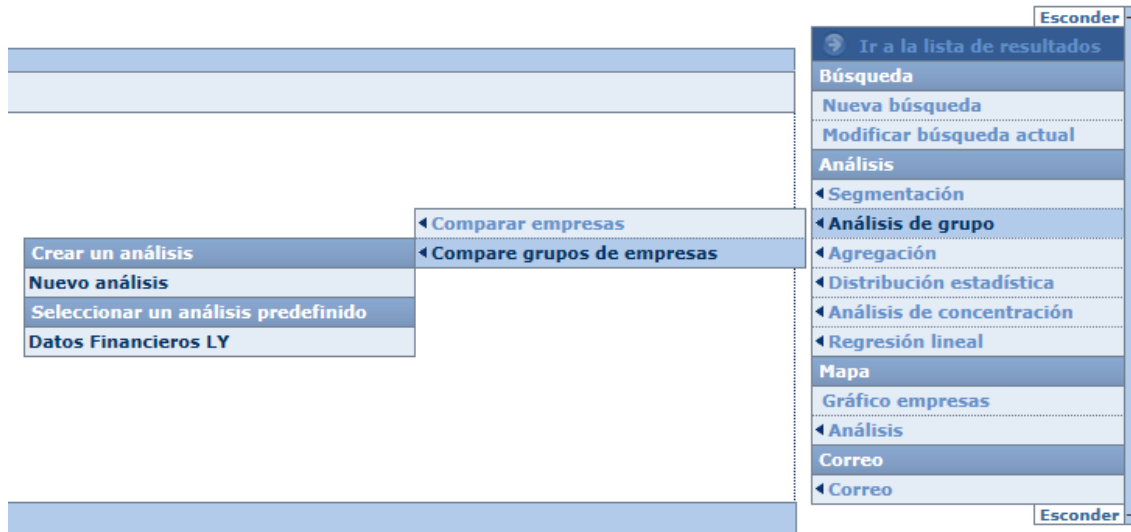 Esconder
Ir a la lista de resultados
Búsqueda
Nueva búsqueda
Modificar búsqueda actual
Análisis
Segmentación
Análisis de grupo
Agregación
Distribución estadística
Análisis de concentración
Regresión lineal
Mapa
Gráfico empresas
Análisis
Correo
Correo
Esconder
Comparar empresas
Compare grupos de empresas
Crear un análisis
Nuevo análisis
Seleccionar un análisis predefinido
Datos Financieros LY